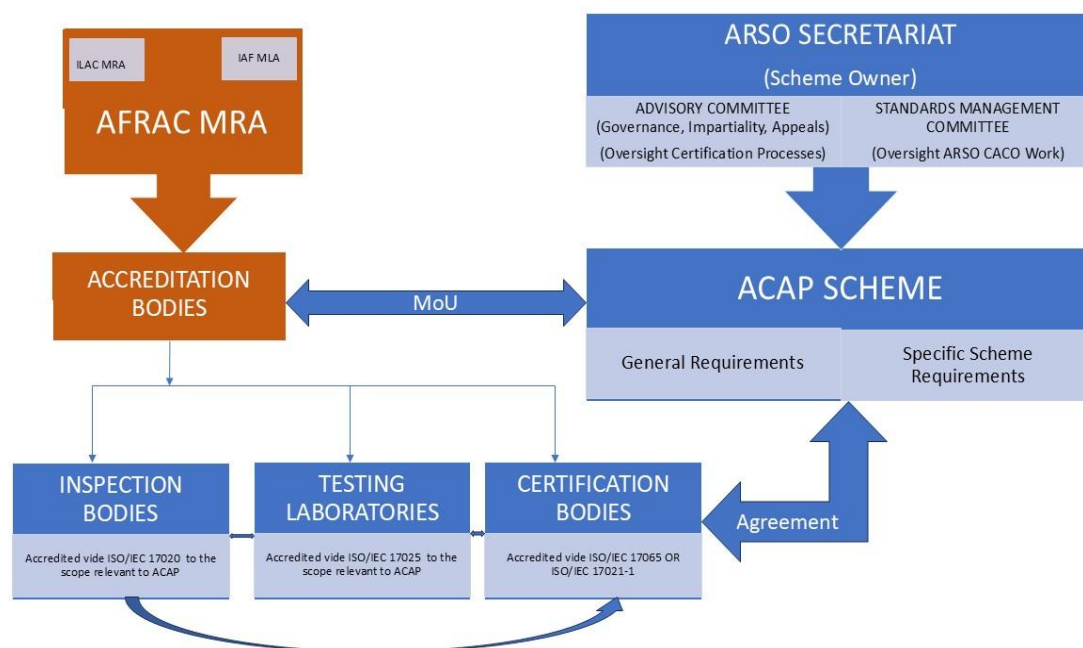 ILAC MRA
IAF MLA
AFRAC MRA
ARSO SECRETARIAT
(Scheme Owner)
ADVISORY COMMITTEE
(Governance, Impartiality, Appeals)
(Oversight Certification Processes)
STANDARDS MANAGEMENT
COMMITTEE
(Oversight ARSO CACO Work)
ACCREDITATION
BODIES
MoU
ACAP SCHEME
General Requirements
Specific Scheme
Requirements
INSPECTION
BODIES
Accredited vide ISO/IEC 17020 to the
scope relevant to ACAP
TESTING
LABORATORIES
Accredited vide ISO/IEC 17025 to the
scope relevant to ACAP
CERTIFICATION
BODIES
Accredited vide ISO/IEC 17065 OR
ISO/IEC 17021-1
Agreement